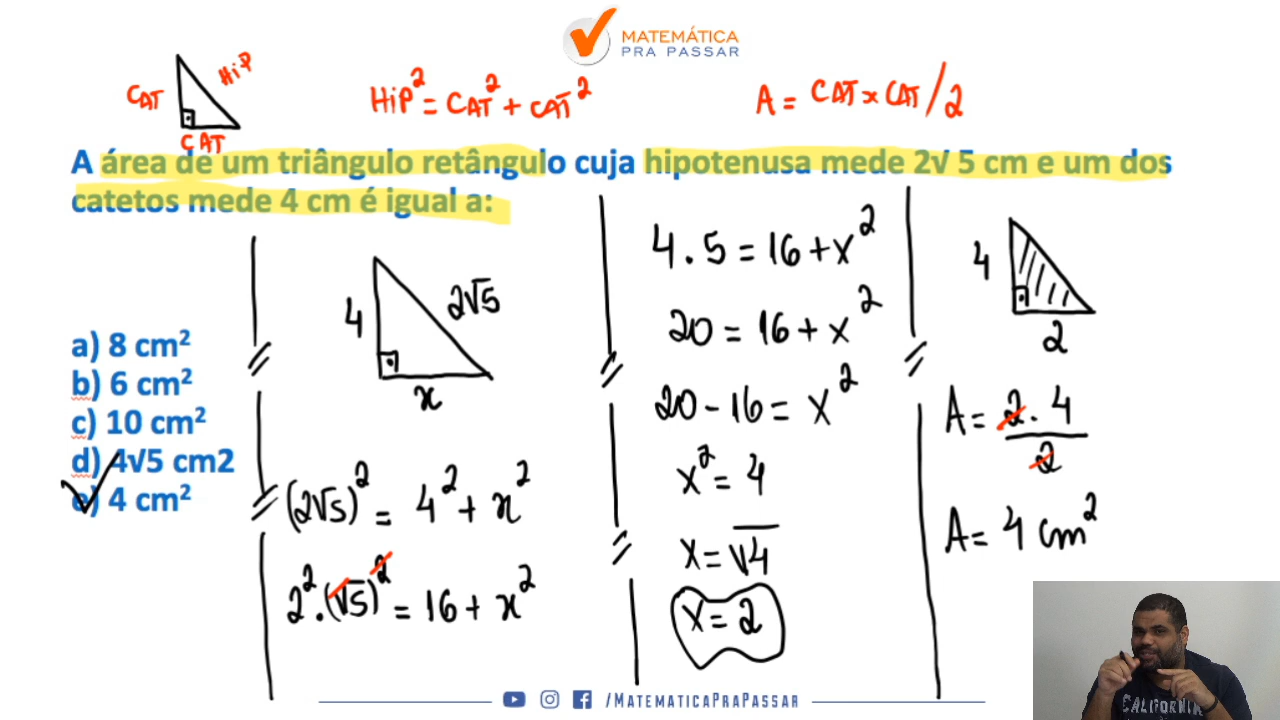 MATEMÁTICA
PRA PASSAR
CAT
HiP
CAT
HiP² = CAT² + CAT²
A = CAT x CAT / 2
A área de um triângulo retângulo cuja hipotenusa mede 2√ 5 cm e um dos
catetos mede 4 cm é igual a:
a) 8 cm²
b) 6 cm²
c) 10 cm²
d) 4√5 cm2
e) 4 cm²
4
2√5
x
(2√5)² = 4² + x²
2² . (√5)² = 16 + x²
4 . 5 = 16 + x²
20 = 16 + x²
20 - 16 = x²
x² = 4
x = √4
x = 2
4
2
A = 2 . 4
2
A = 4 cm²
/MATEMATICAPRAPASSAR
CALIFORNIA